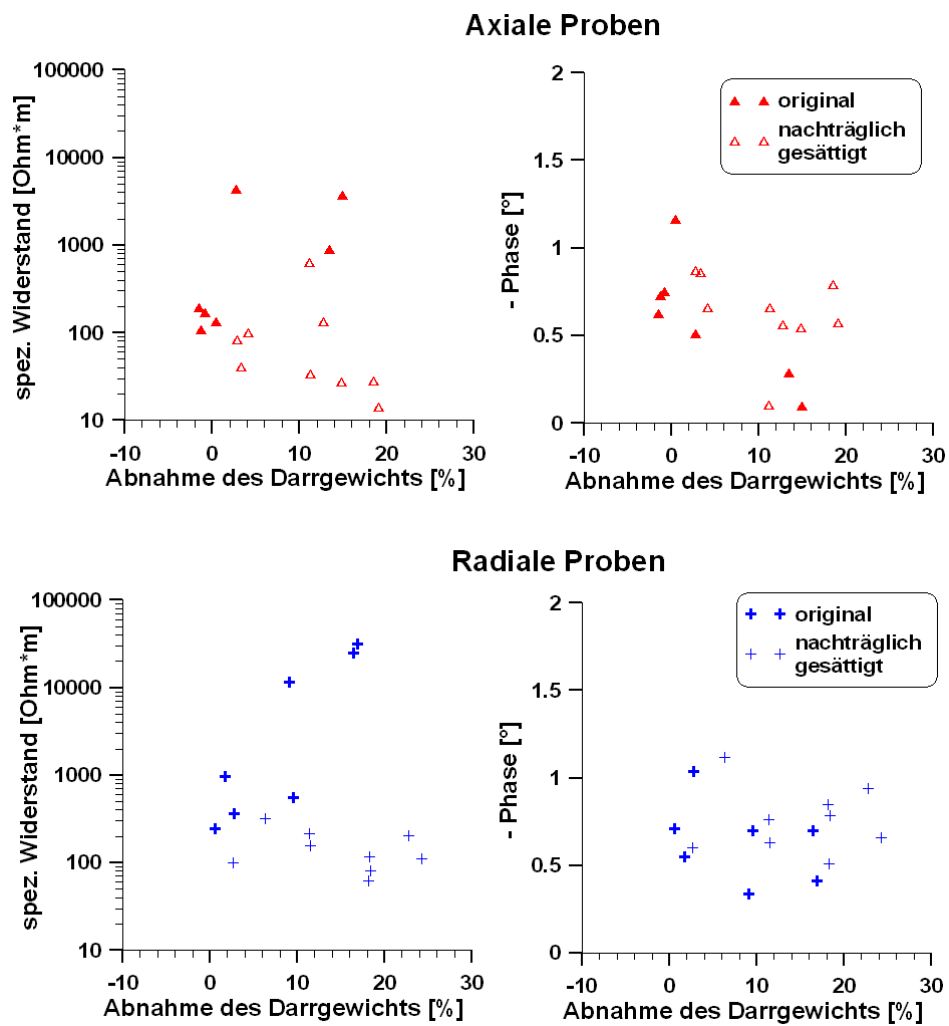 Axiale Proben
spez. Widerstand [Ohm*m]
100000
10000
1000
100
10
-10 0 10 20 30
Abnahme des Darrgewichts [%]
- Phase [°]
2
1.5
1
0.5
0
original
nachträglich
gesättigt
-10 0 10 20 30
Abnahme des Darrgewichts [%]
Radiale Proben
spez. Widerstand [Ohm*m]
100000
10000
1000
100
10
-10 0 10 20 30
Abnahme des Darrgewichts [%]
- Phase [°]
2
1.5
1
0.5
0
original
nachträglich
gesättigt
-10 0 10 20 30
Abnahme des Darrgewichts [%]